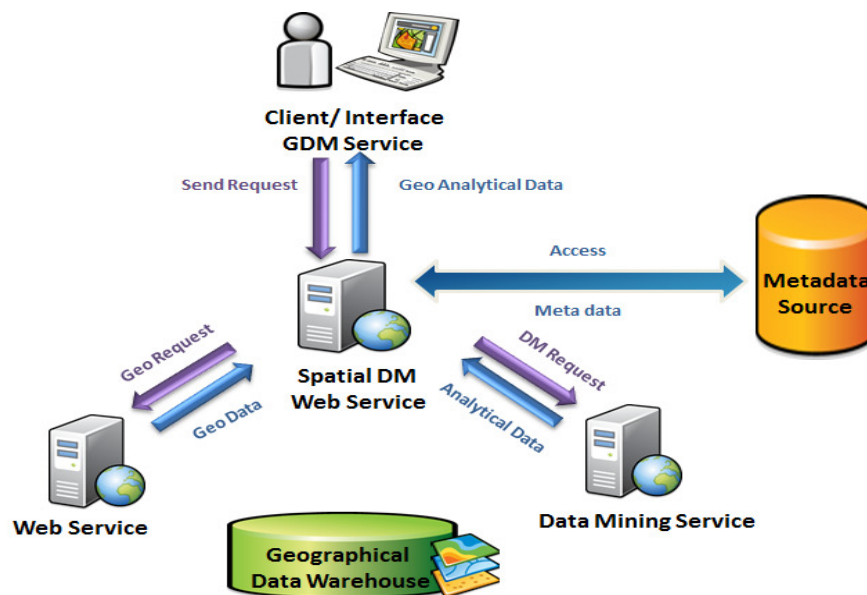 Client/ Interface
GDM Service
Send Request
Geo Analytical Data
Access
Meta data
Metadata
Source
Geo Request
Geo Data
Spatial DM
Web Service
DM Request
Analytical Data
Web Service
Data Mining Service
Geographical
Data Warehouse